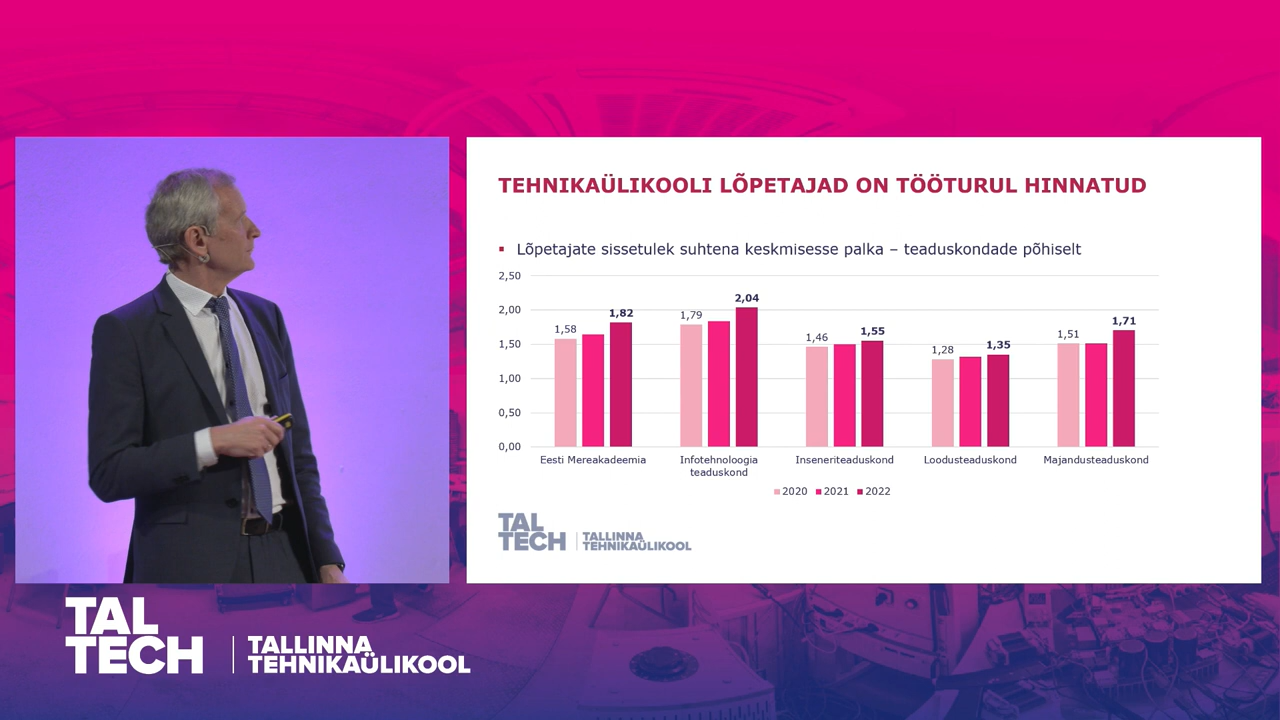 TEHNIKAÜLIKOOLI LÕPETAJAD ON TÖÖTURUL HINNATUD
▪ Lõpetajate sissetulek suhtena keskmisesse palka – teaduskondade põhiselt
2,50
2,00
1,50
1,00
0,50
0,00
1,58 1,82
1,79 2,04
1,46 1,55
1,28 1,35
1,51 1,71
Eesti Mereakadeemia
Infotehnoloogia
teaduskond
Inseneriteaduskond
Loodusteaduskond
Majandusteaduskond
2020 2021 2022
TAL
TECH
TALLINNA
TEHNIKAÜLIKOOL
TAL
TECH
TALLINNA
TEHNIKAÜLIKOOL